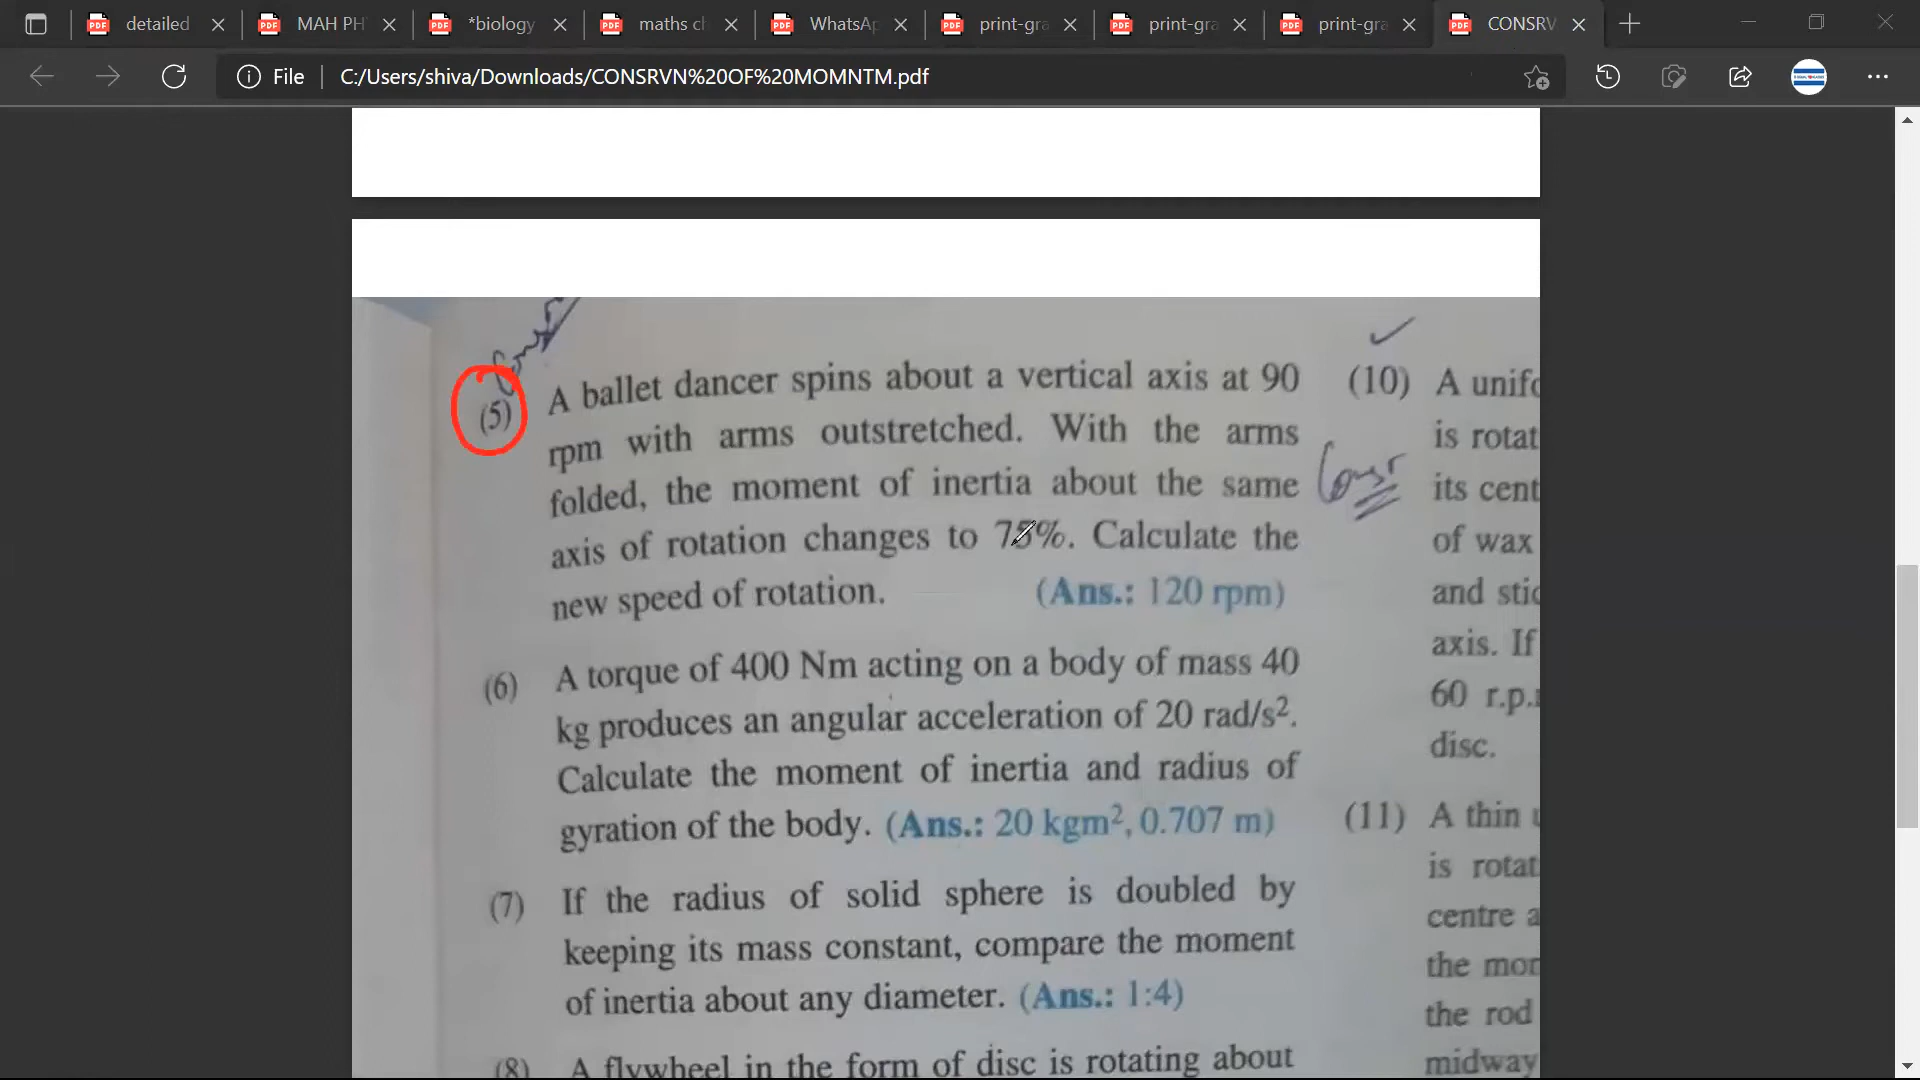 detailed
MAH PH
*biology
maths ch
WhatsAp
print-gra
print-gra
print-gra
CONSRV
File
C:/Users/shiva/Downloads/CONSRVN%20OF%20MOMNTM.pdf
(5) A ballet dancer spins about a vertical axis at 90
rpm with arms outstretched. With the arms
folded, the moment of inertia about the same
axis of rotation changes to 75%. Calculate the
new speed of rotation. (Ans.: 120 rpm)
(6) A torque of 400 Nm acting on a body of mass 40
kg produces an angular acceleration of 20 rad/s².
Calculate the moment of inertia and radius of
gyration of the body. (Ans.: 20 kgm², 0.707 m)
(7) If the radius of solid sphere is doubled by
keeping its mass constant, compare the moment
of inertia about any diameter. (Ans.: 1:4)
(8) A flywheel in the form of disc is rotating about
(10) A unifo
is rotat
its cent
of wax
and stic
axis. If
60 r.p.
disc.
(11) A thin
is rotat
centre a
the mor
the rod
midway